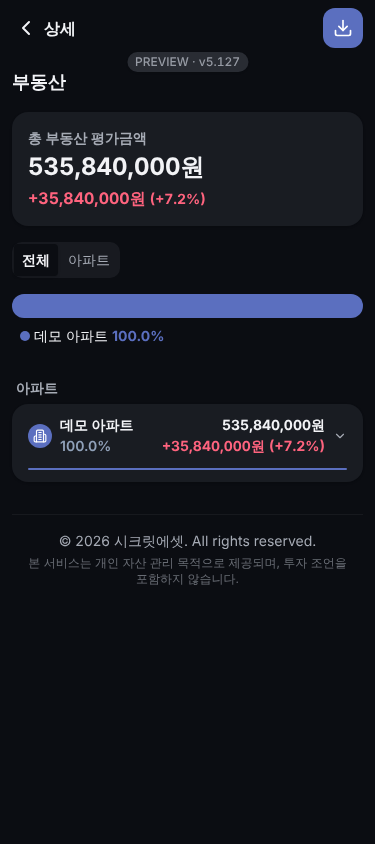 상세
PREVIEW · v5.127
부동산
총 부동산 평가금액
535,840,000원
+35,840,000원 (+7.2%)
전체 아파트
데모 아파트 100.0%
아파트
데모 아파트 535,840,000원
100.0% +35,840,000원 (+7.2%)
© 2026 시크릿에셋. All rights reserved.
본 서비스는 개인 자산 관리 목적으로 제공되며, 투자 조언을
포함하지 않습니다.